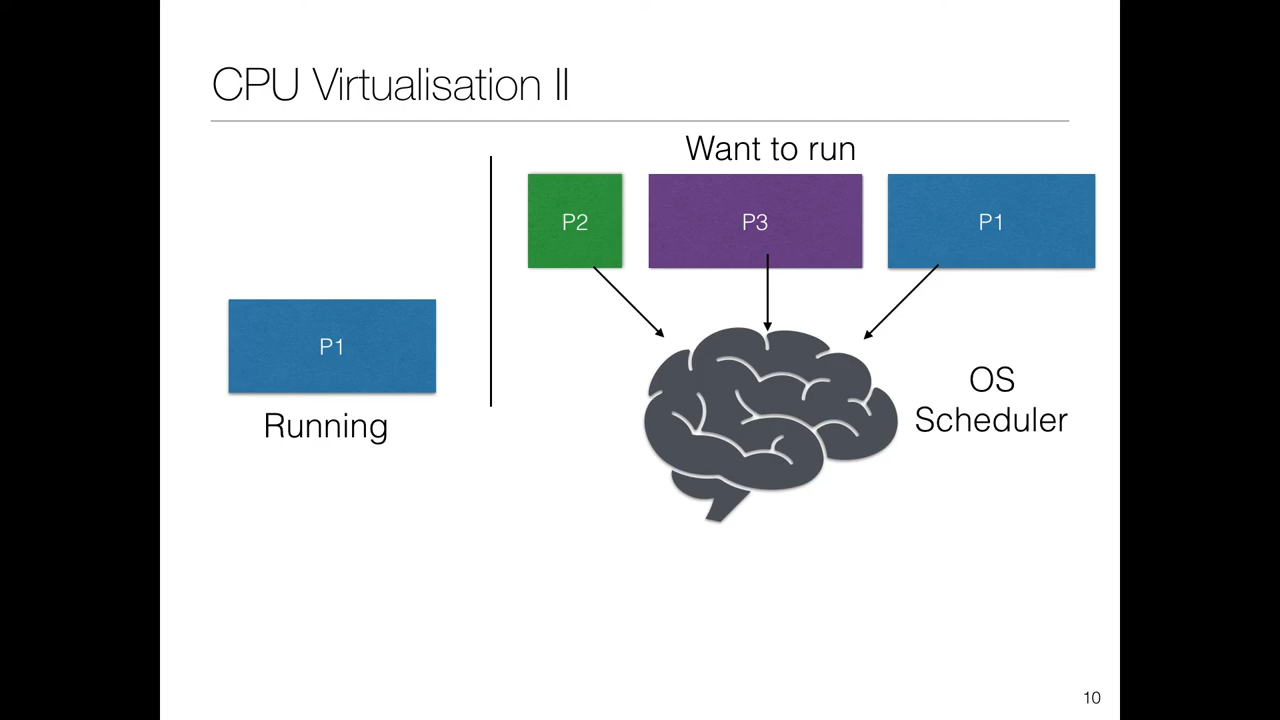 CPU Virtualisation II
Want to run
P2
P3
P1
P1
Running
OS
Scheduler
10